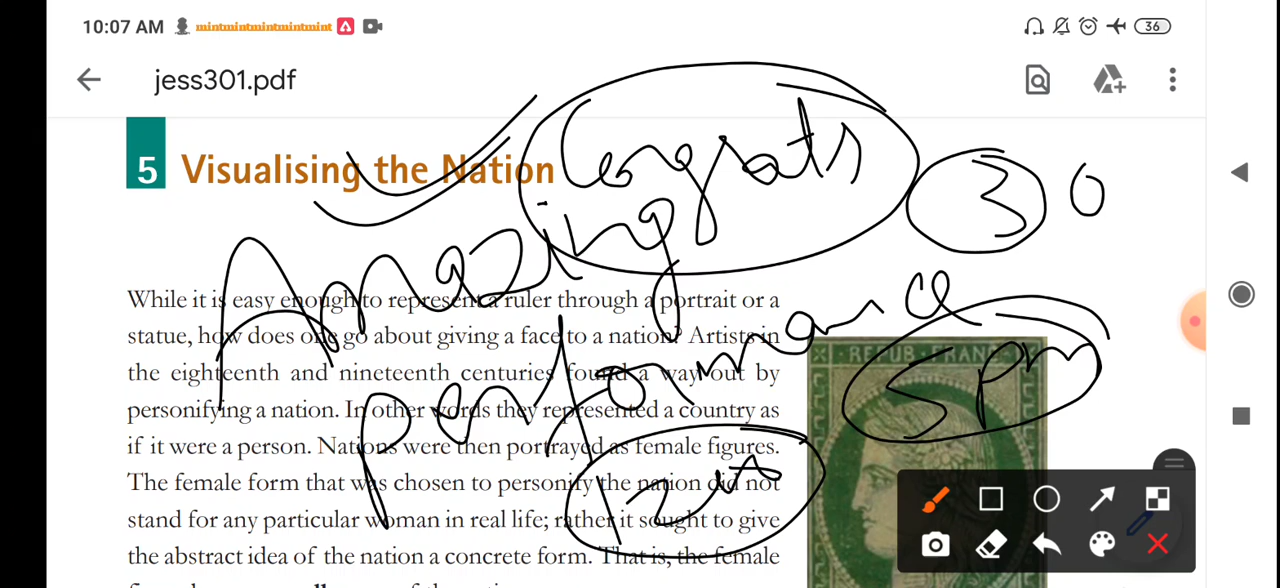 10:07 AM mintmintmintmintmint 36
jess301.pdf
5 Visualising the Nation
Congrats
30
Amazing
performance
5 pm
While it is easy enough to represent a ruler through a portrait or a
statue, how does one go about giving a face to a nation? Artists in
the eighteenth and nineteenth centuries found a way out by
personifying a nation. In other words they represented a country as
if it were a person. Nations were then portrayed as female figures.
The female form that was chosen to personify the nation did not
stand for any particular woman in real life; rather it sought to give
the abstract idea of the nation a concrete form. That is, the female
REPUB FRANC